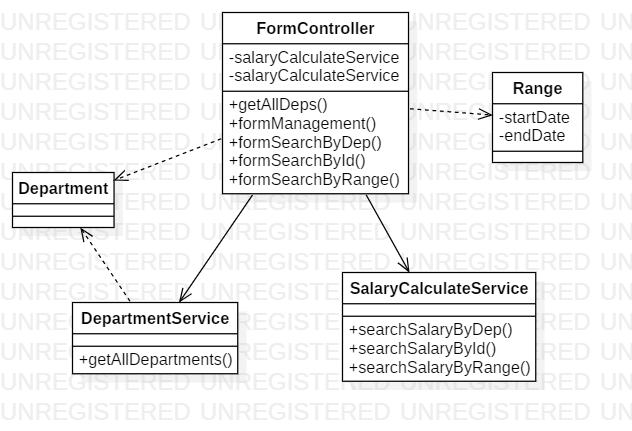 UNREGISTERED UNREGISTERED UNREGISTERED UNREGISTERED
FormController
-salaryCalculateService
-salaryCalculateService
+getAllDeps()
+formManagement()
+formSearchByDep()
+formSearchById()
+formSearchByRange()
Range
-startDate
-endDate
Department
DepartmentService
+getAllDepartments()
SalaryCalculateService
+searchSalaryByDep()
+searchSalaryById()
+searchSalaryByRange()